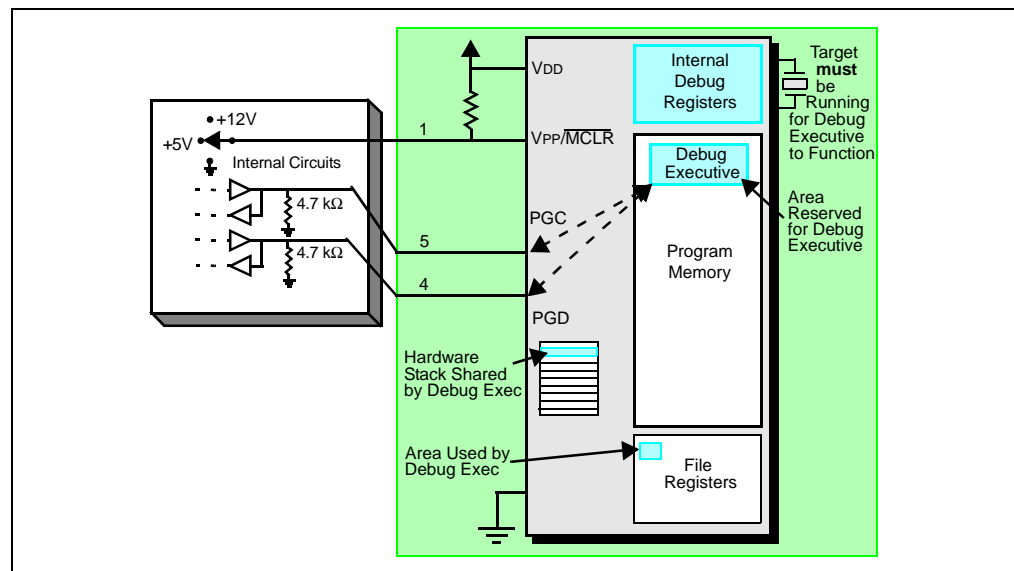 +12V
+5V
Internal Circuits
4.7 kΩ
4.7 kΩ
1
5
4
VDD
VPP/MCLR
PGC
PGD
Internal
Debug
Registers
Target
must
be
Running
for Debug
Executive
to Function
Debug
Executive
Area
Reserved
for Debug
Executive
Program
Memory
Hardware
Stack Shared
by Debug Exec
Area Used by
Debug Exec
File
Registers